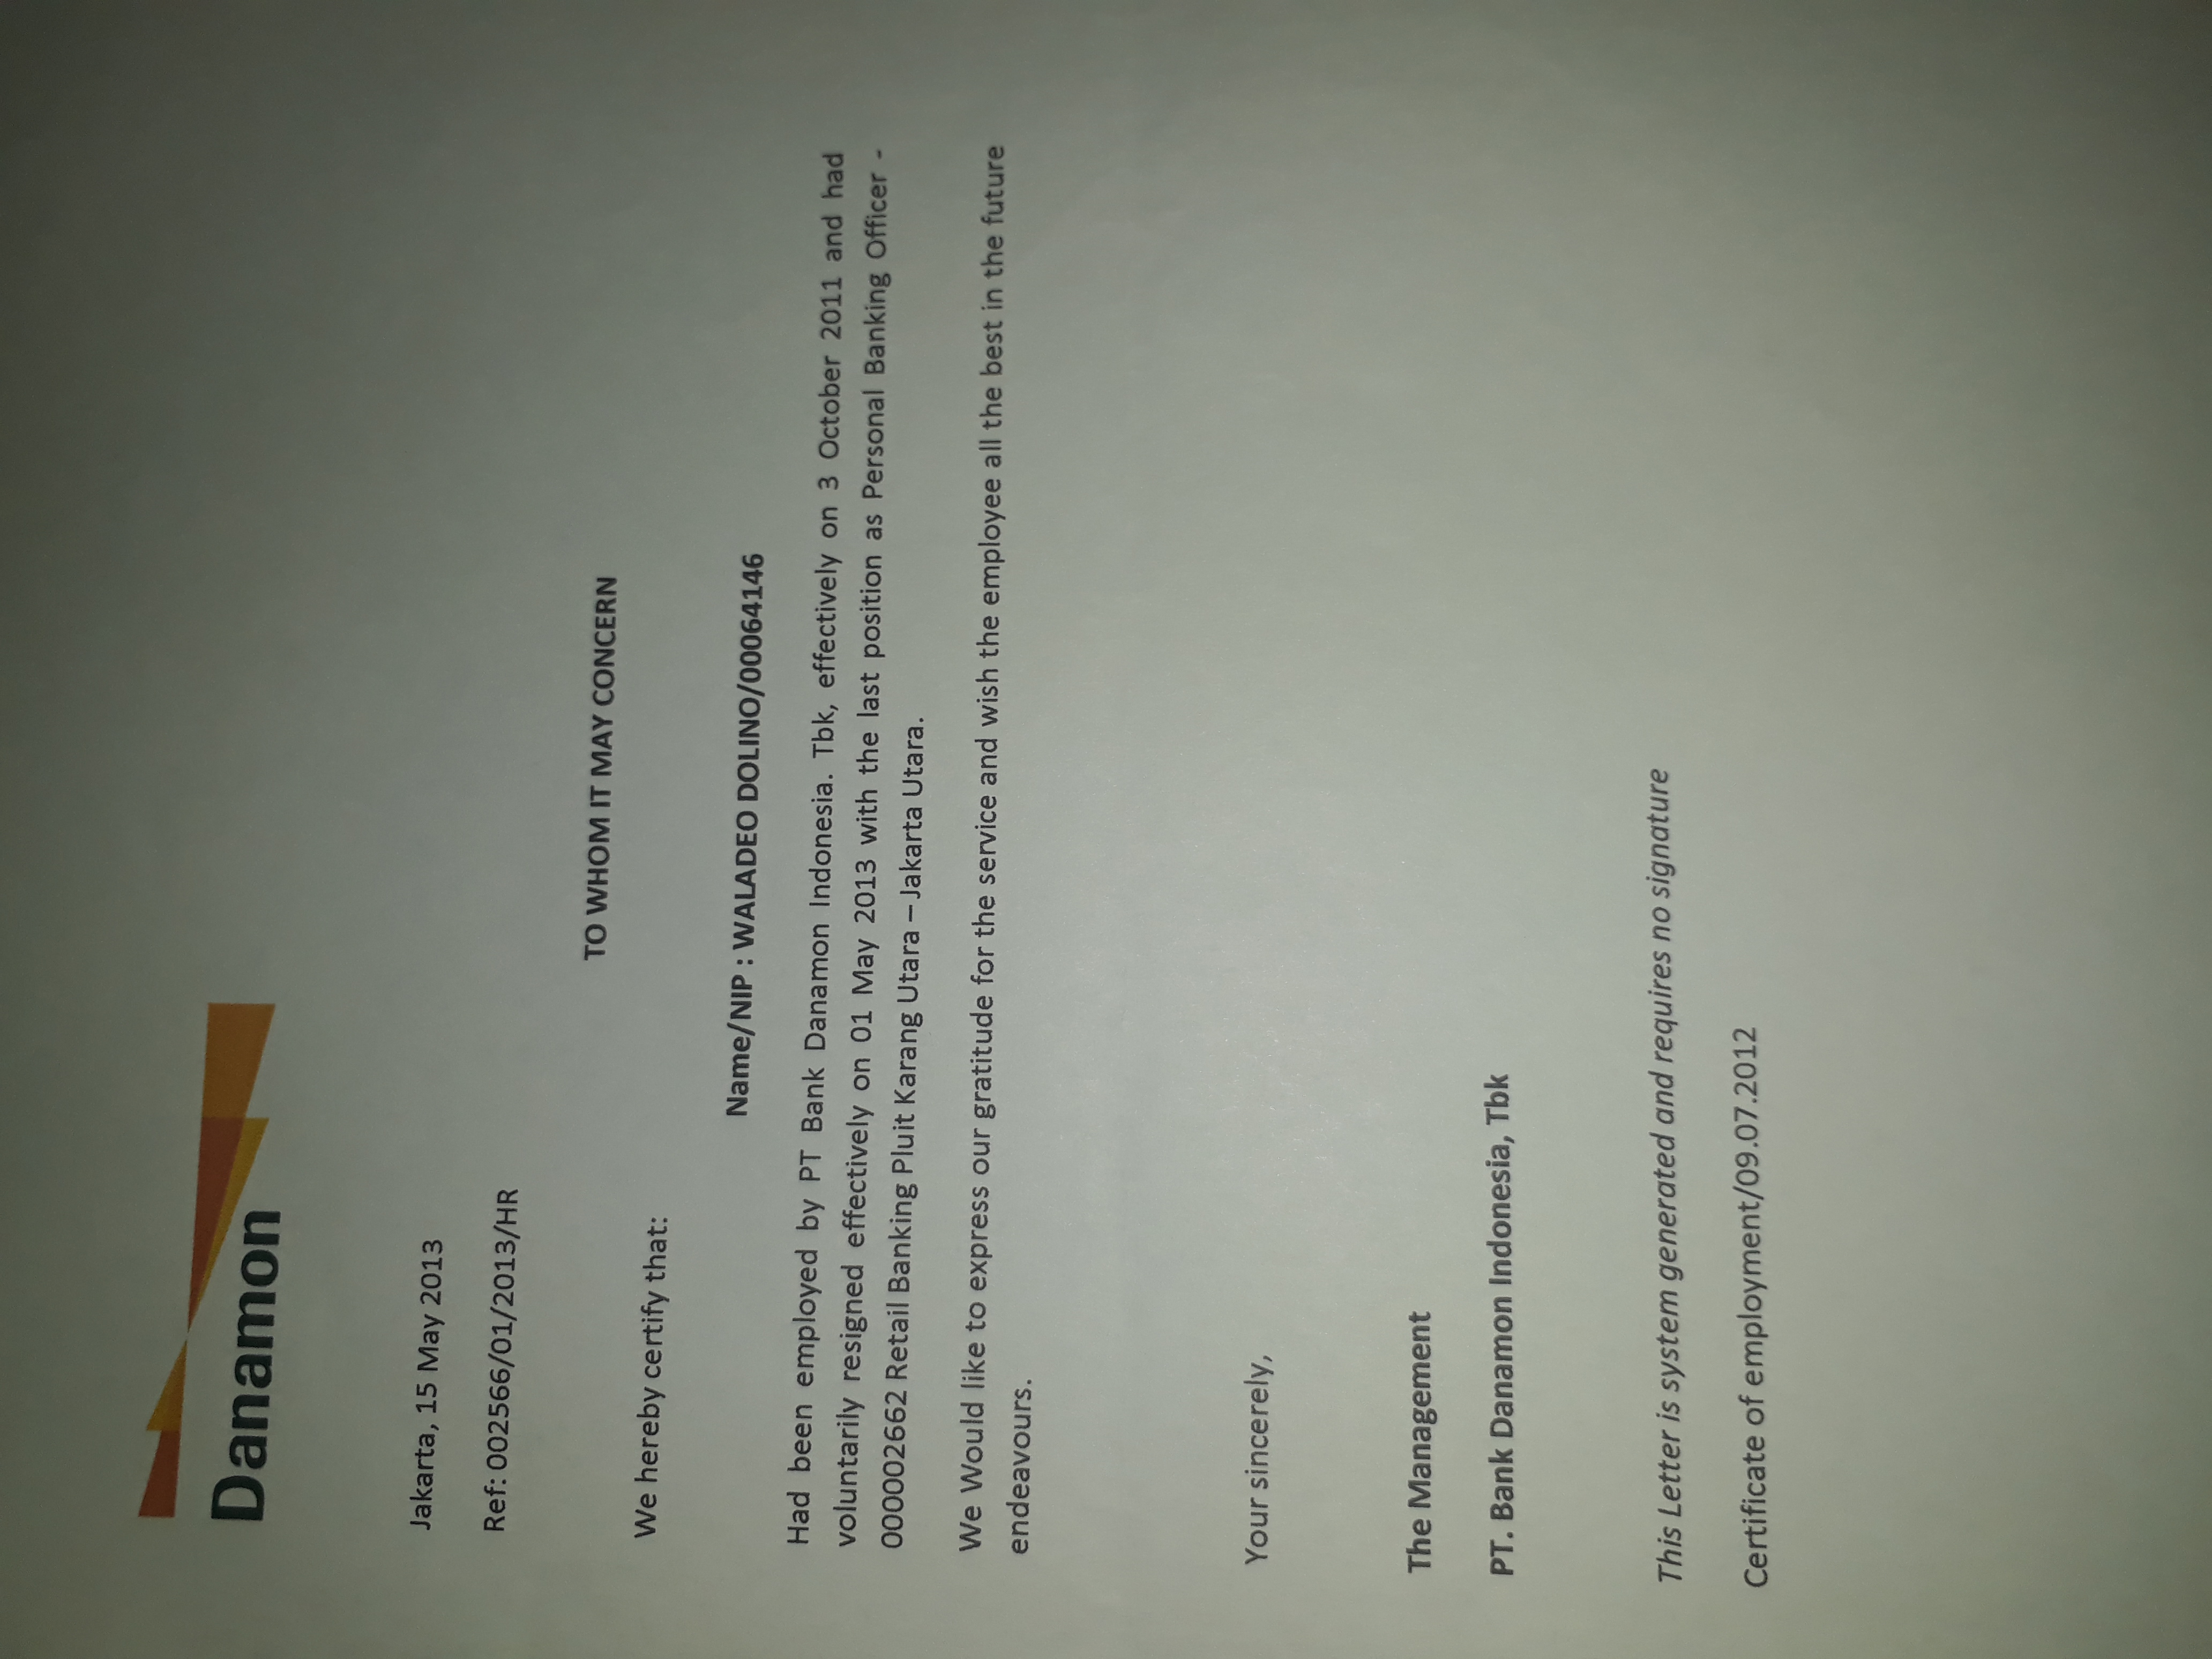 Danamon
Jakarta, 15 May 2013
Ref: 002566/01/2013/HR
TO WHOM IT MAY CONCERN
We hereby certify that:
Name/NIP : WALADEO DOLINO/00064146
Had been employed by PT Bank Danamon Indonesia. Tbk, effectively on 3 October 2011 and had
voluntarily resigned effectively on 01 May 2013 with the last position as Personal Banking Officer -
000002662 Retail Banking Pluit Karang Utara – Jakarta Utara.
We Would like to express our gratitude for the service and wish the employee all the best in the future
endeavours.
Your sincerely,
The Management
PT. Bank Danamon Indonesia, Tbk
This Letter is system generated and requires no signature
Certificate of employment/09.07.2012